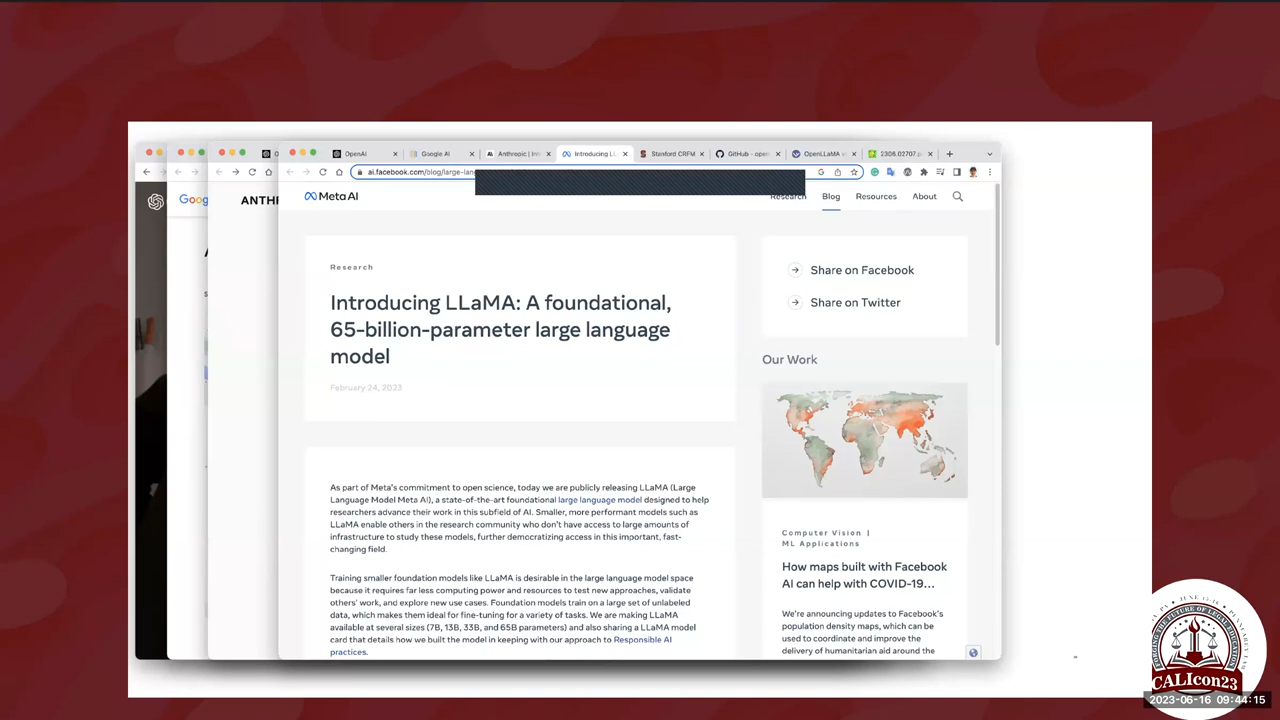 OpenAI
Google AI
Anthropic | Int
Introducing LL
Stanford CRFM
GitHub - open
OpenLLaMA e
2306.02707.p
ai.facebook.com/blog/large-lan
Goog
ANTH
Meta AI
Research
Blog
Resources
About
Research
Introducing LLaMA: A foundational,
65-billion-parameter large language
model
February 24, 2023
As part of Meta's commitment to open science, today we are publicly releasing LLaMA (Large
Language Model Meta AI), a state-of-the-art foundational large language model designed to help
researchers advance their work in this subfield of AI. Smaller, more performant models such as
LLaMA enable others in the research community who don't have access to large amounts of
infrastructure to study these models, further democratizing access in this important, fast-
changing field.
Training smaller foundation models like LLaMA is desirable in the large language model space
because it requires far less computing power and resources to test new approaches, validate
others' work, and explore new use cases. Foundation models train on a large set of unlabeled
data, which makes them ideal for fine-tuning for a variety of tasks. We are making LLaMA
available at several sizes (7B, 13B, 33B, and 65B parameters) and also sharing a LLaMA model
card that details how we built the model in keeping with our approach to Responsible AI
practices.
Share on Facebook
Share on Twitter
Our Work
Computer Vision |
ML Applications
How maps built with Facebook
AI can help with COVID-19...
We're announcing updates to Facebook's
population density maps, which can be
used to coordinate and improve the
delivery of humanitarian aid around the
FORGING THE FUTURE OF LEGAL EDUCATION
CALIcon23
2023-06-16 09:44:15